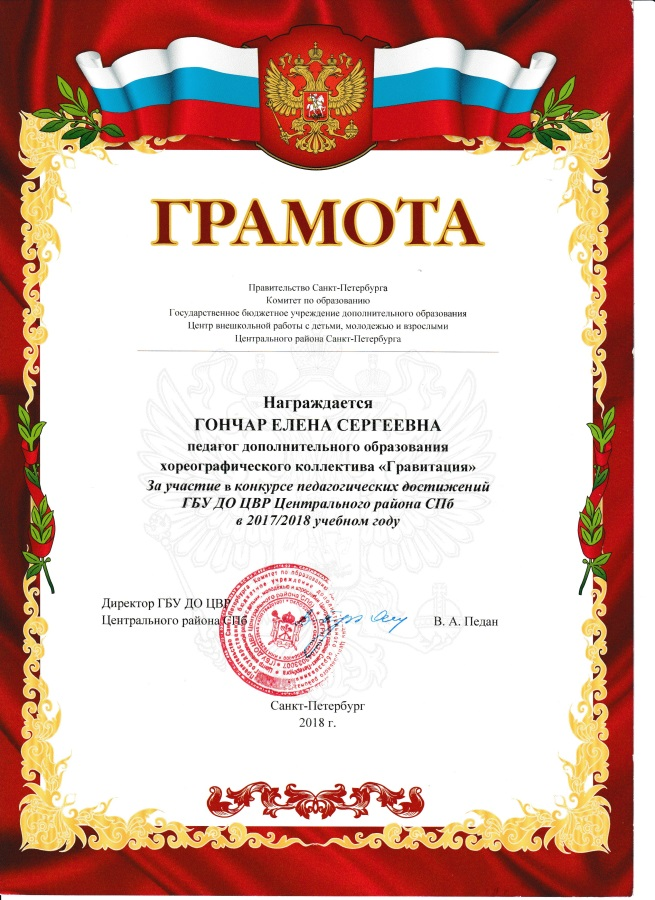 ГРАМОТА
Правительство Санкт-Петербурга
Комитет по образованию
Государственное бюджетное учреждение дополнительного образования
Центр внешкольной работы с детьми, молодежью и взрослыми
Центрального района Санкт-Петербурга
Награждается
ГОНЧАР ЕЛЕНА СЕРГЕЕВНА
педагог дополнительного образования
хореографического коллектива «Гравитация»
За участие в конкурсе педагогических достижений
ГБУ ДО ЦВР Центрального района СПб
в 2017/2018 учебном году
Директор ГБУ ДО ЦВР
Центрального района СПб
В. А. Педан
Санкт-Петербург
2018 г.